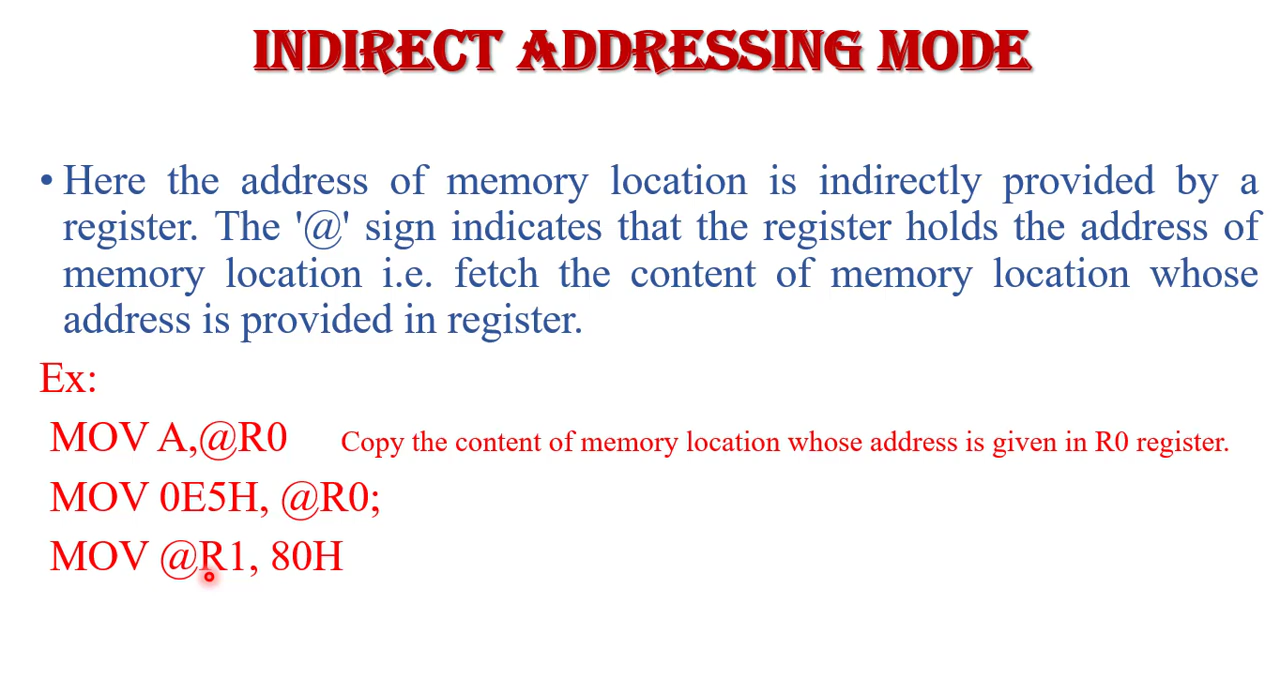 INDIRECT ADDRESSING MODE
• Here the address of memory location is indirectly provided by a
register. The '@' sign indicates that the register holds the address of
memory location i.e. fetch the content of memory location whose
address is provided in register.
Ex:
MOV A,@R0 Copy the content of memory location whose address is given in R0 register.
MOV 0E5H, @R0;
MOV @R1, 80H